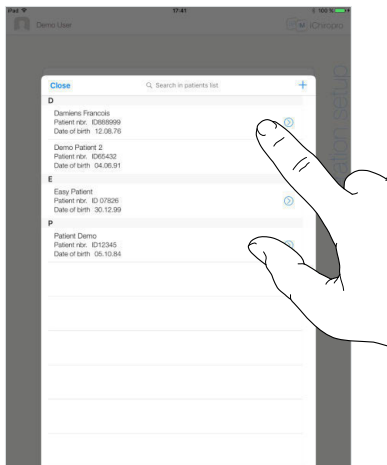 iPad 17:41 100 %
Demo User iChiropro
Close Search in patients list +
D
Damiens Francois
Patient nbr. ID888999
Date of birth 12.08.76
Demo Patient 2
Patient nbr. ID65432
Date of birth 04.06.91
E
Easy Patient
Patient nbr. ID 07826
Date of birth 30.12.99
P
Patient Demo
Patient nbr. ID12345
Date of birth 05.10.84
ation setup